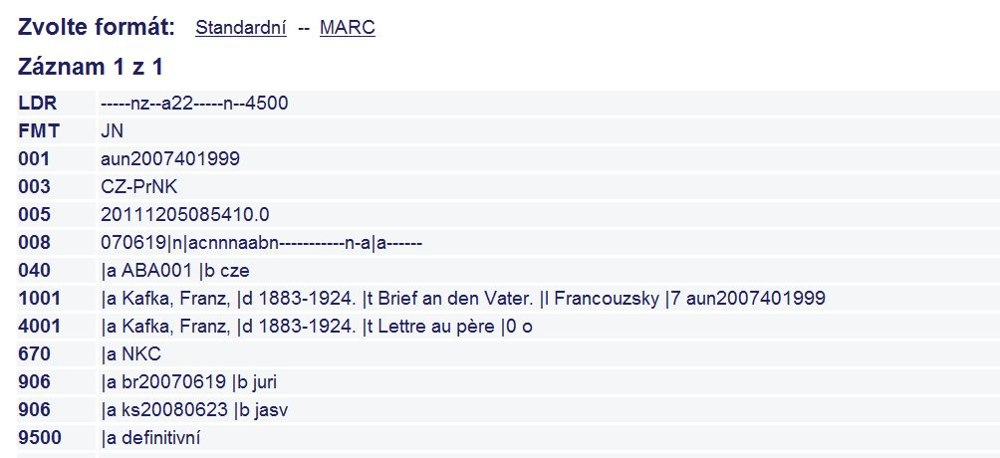 Zvolte formát: Standardní -- MARC
Záznam 1 z 1
LDR -----nz--a22-----n--4500
FMT JN
001 aun2007401999
003 CZ-PrNK
005 20111205085410.0
008 070619|n|acnnnaabn-----------n-a|a------
040 |a ABA001 |b cze
1001 |a Kafka, Franz, |d 1883-1924. |t Brief an den Vater. |l Francouzsky |7 aun2007401999
4001 |a Kafka, Franz, |d 1883-1924. |t Lettre au père |0 o
670 |a NKC
906 |a br20070619 |b juri
906 |a ks20080623 |b jasv
9500 |a definitivní